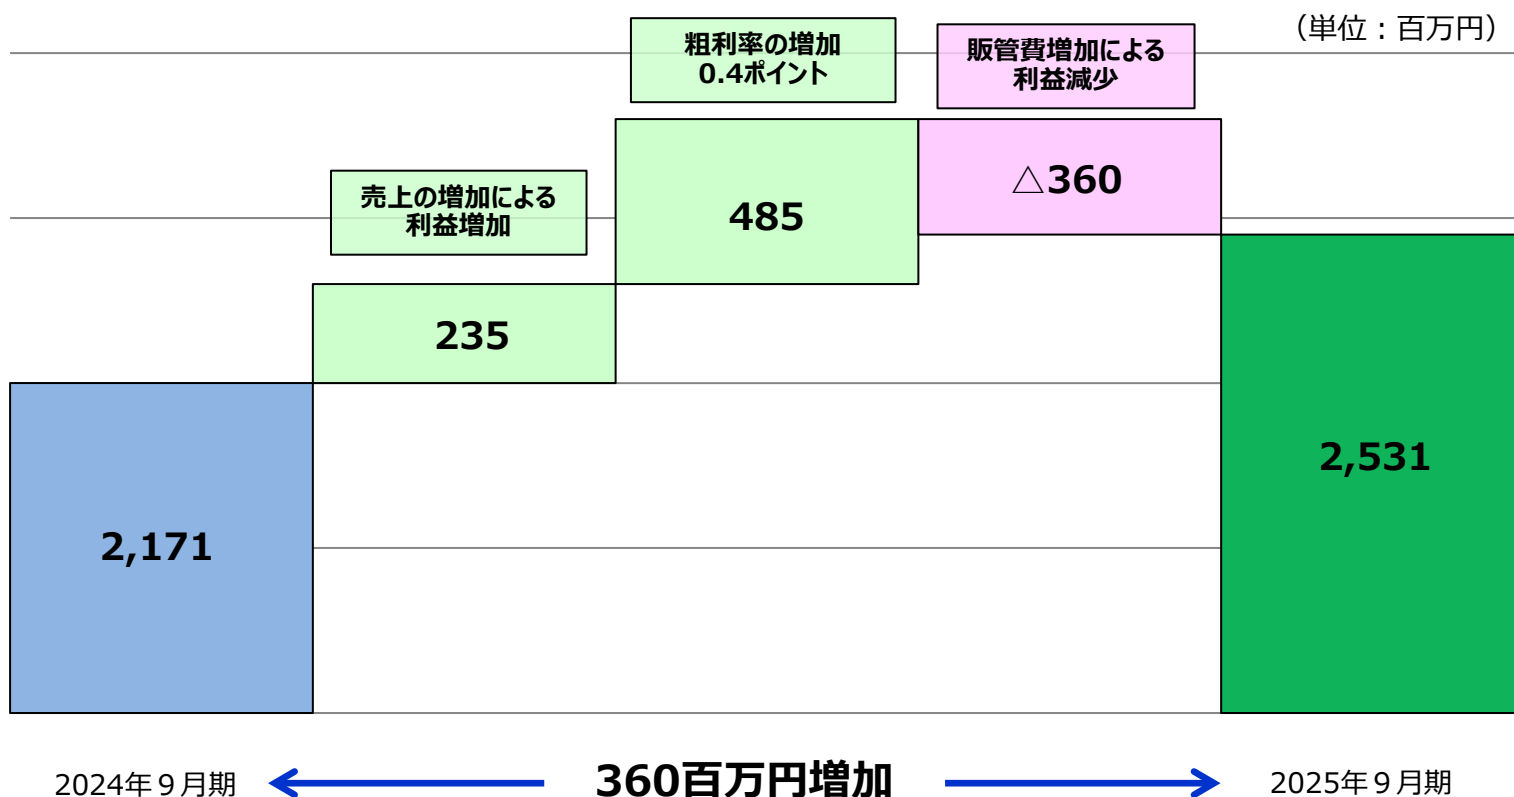 （単位：百万円）
粗利率の増加
0.4ポイント
販管費増加による
利益減少
売上の増加による
利益増加
△360
485
235
2,531
2,171
2024年９月期
360百万円増加
2025年９月期